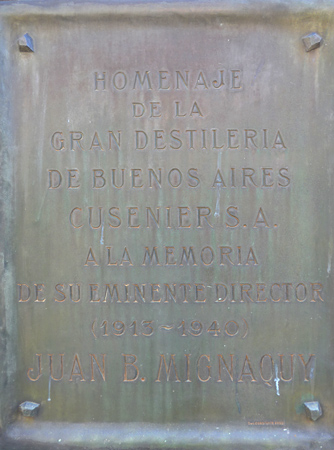 HOMENAJE
DE LA
GRAN DESTILERIA
DE BUENOS AIRES
CUSENIER S.A.
A LA MEMORIA
DE SU EMINENTE DIRECTOR
(1913-1940)
JUAN B. MIGNAQUY